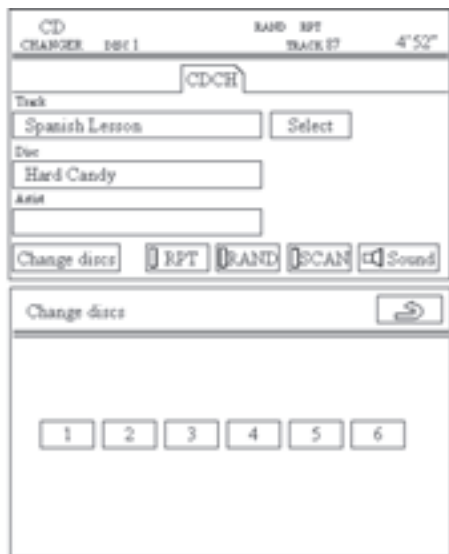 CD RAND RPT
CHANGER DISC 1 TRACK 87 4'52"
CDCH
Track
Spanish Lesson Select
Disc
Hard Candy
Artist
Change discs RPT RAND SCAN Sound
Change discs
1 2 3 4 5 6